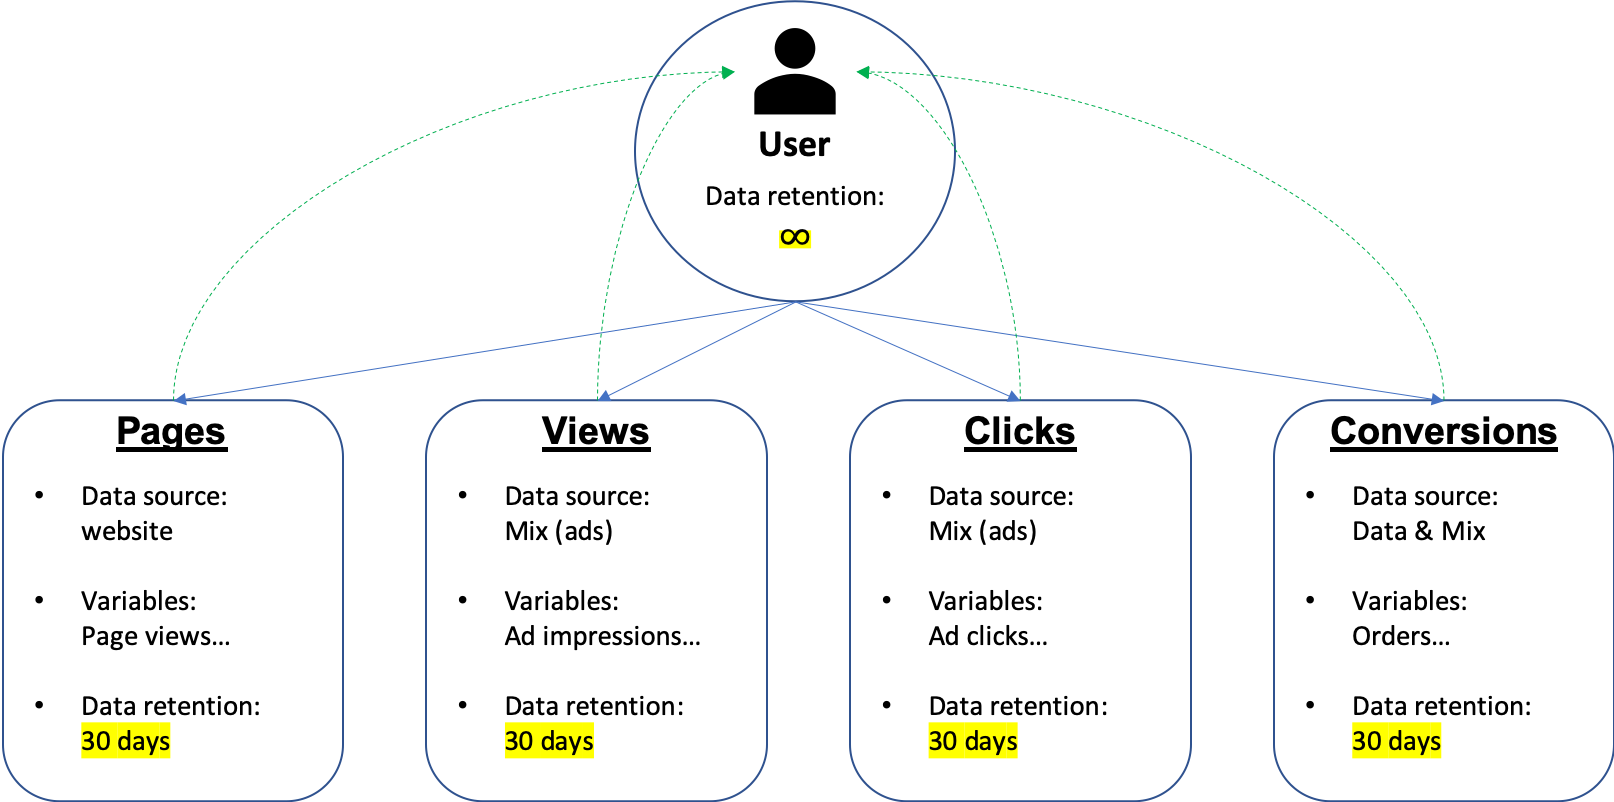 User
Data retention:
∞
Pages
• Data source:
website
• Variables:
Page views...
• Data retention:
30 days
Views
• Data source:
Mix (ads)
• Variables:
Ad impressions...
• Data retention:
30 days
Clicks
• Data source:
Mix (ads)
• Variables:
Ad clicks...
• Data retention:
30 days
Conversions
• Data source:
Data & Mix
• Variables:
Orders...
• Data retention:
30 days